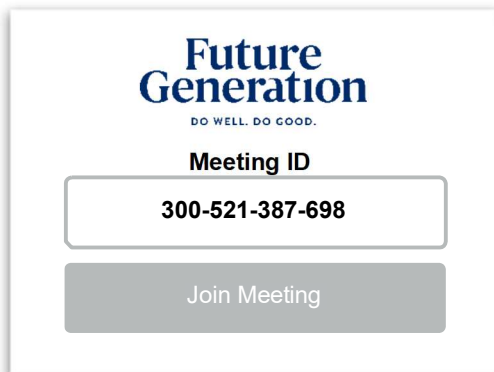 Future
Generation
DO WELL. DO GOOD.
Meeting ID
300-521-387-698
Join Meeting